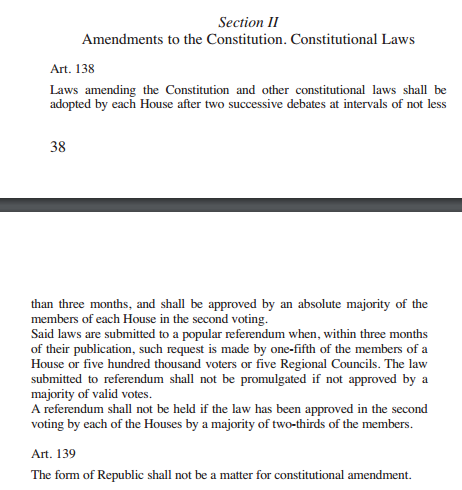 Section II
Amendments to the Constitution. Constitutional Laws
Art. 138
Laws amending the Constitution and other constitutional laws shall be
adopted by each House after two successive debates at intervals of not less
38
than three months, and shall be approved by an absolute majority of the
members of each House in the second voting.
Said laws are submitted to a popular referendum when, within three months
of their publication, such request is made by one-fifth of the members of a
House or five hundred thousand voters or five Regional Councils. The law
submitted to referendum shall not be promulgated if not approved by a
majority of valid votes.
A referendum shall not be held if the law has been approved in the second
voting by each of the Houses by a majority of two-thirds of the members.
Art. 139
The form of Republic shall not be a matter for constitutional amendment.